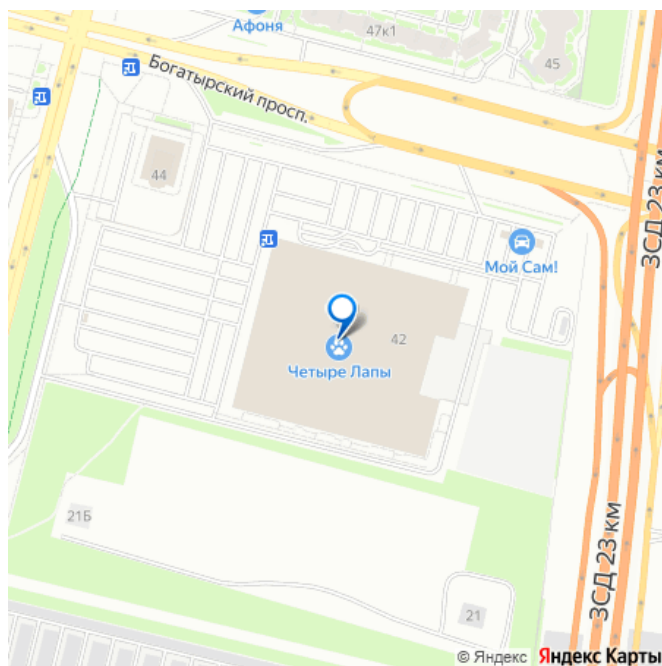 Афоня
47к1
45
Богатырский просп.
44
ЗСД 23 км
Мой Сам!
42
Четыре Лапы
21Б
ЗСД 23 км
21
© Яндекс Яндекс Карты